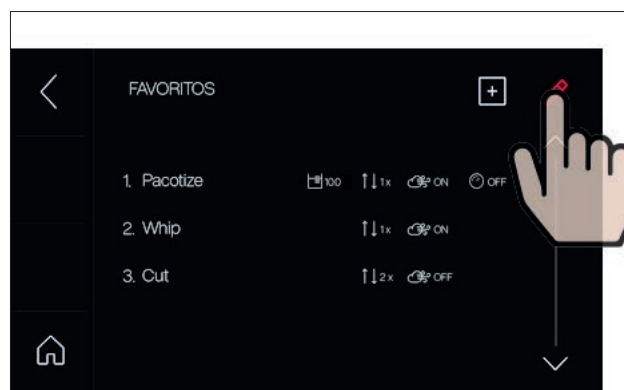 FAVORITOS
1. Pacotize 100 1x ON OFF
2. Whip 1x ON
3. Cut 2x OFF